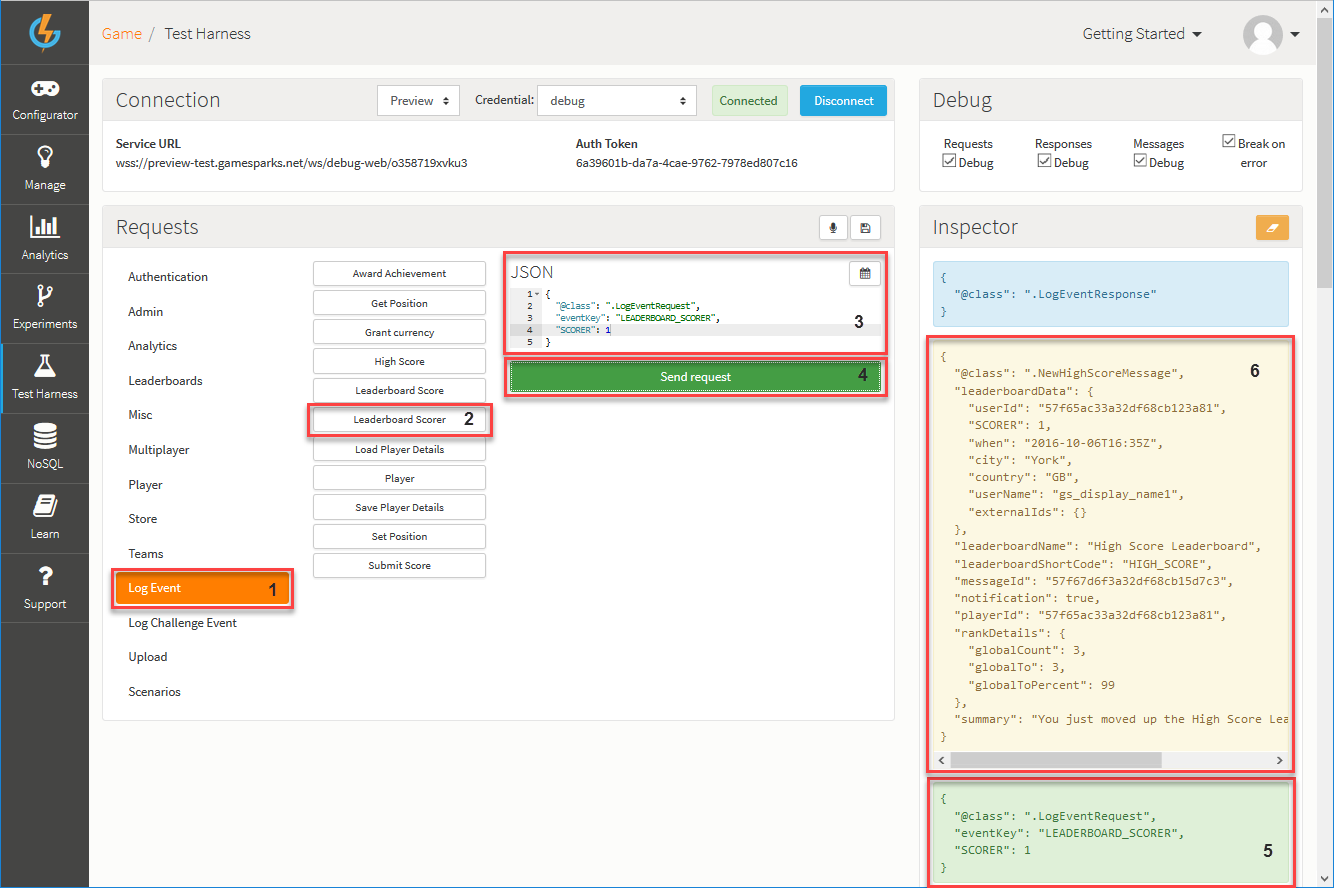 Game / Test Harness
Getting Started
Configurator
Manage
Analytics
Experiments
Test Harness
NoSQL
Learn
Support
Connection
Preview
Credential:
debug
Connected
Disconnect
Service URL
wss://preview-test.gamesparks.net/ws/debug-web/o358719xvku3
Auth Token
6a39601b-da7a-4cae-9762-7978ed807c16
Debug
Requests
Debug
Responses
Debug
Messages
Debug
Break on
error
Requests
Authentication
Admin
Analytics
Leaderboards
Misc
Multiplayer
Player
Store
Teams
Log Event 1
Log Challenge Event
Upload
Scenarios
Award Achievement
Get Position
Grant currency
High Score
Leaderboard Score
Leaderboard Scorer 2
Load Player Details
Player
Save Player Details
Set Position
Submit Score
JSON
1 {
2 "@class": ".LogEventRequest",
3 "eventKey": "LEADERBOARD_SCORER",
4 "SCORER": 1
5 }
3
Send request 4
Inspector
{
"@class": ".LogEventResponse"
}
{
"@class": ".NewHighScoreMessage",
"leaderboardData": {
"userId": "57f65ac33a32df68cb123a81",
"SCORER": 1,
"when": "2016-10-06T16:35Z",
"city": "York",
"country": "GB",
"userName": "gs_display_name1",
"externalIds": {}
},
"leaderboardName": "High Score Leaderboard",
"leaderboardShortCode": "HIGH_SCORE",
"messageId": "57f67d6f3a32df68cb15d7c3",
"notification": true,
"playerId": "57f65ac33a32df68cb123a81",
"rankDetails": {
"globalCount": 3,
"globalTo": 3,
"globalToPercent": 99
},
"summary": "You just moved up the High Score Lea
}
6
{
"@class": ".LogEventRequest",
"eventKey": "LEADERBOARD_SCORER",
"SCORER": 1
}
5